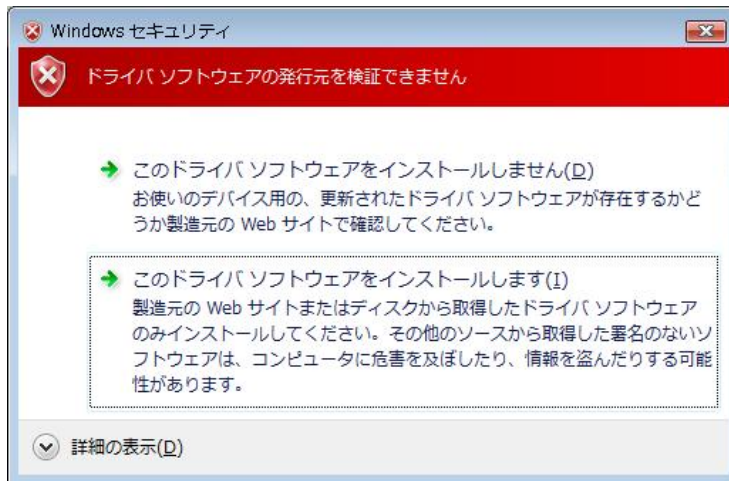 Windows セキュリティ
ドライバ ソフトウェアの発行元を検証できません
このドライバ ソフトウェアをインストールしません(D)
お使いのデバイス用の、更新されたドライバ ソフトウェアが存在するかど
うか製造元の Web サイトで確認してください。
このドライバ ソフトウェアをインストールします(I)
製造元の Web サイトまたはディスクから取得したドライバ ソフトウェア
のみインストールしてください。その他のソースから取得した署名のないソ
フトウェアは、コンピュータに危害を及ぼしたり、情報を盗んだりする可能
性があります。
詳細の表示(D)